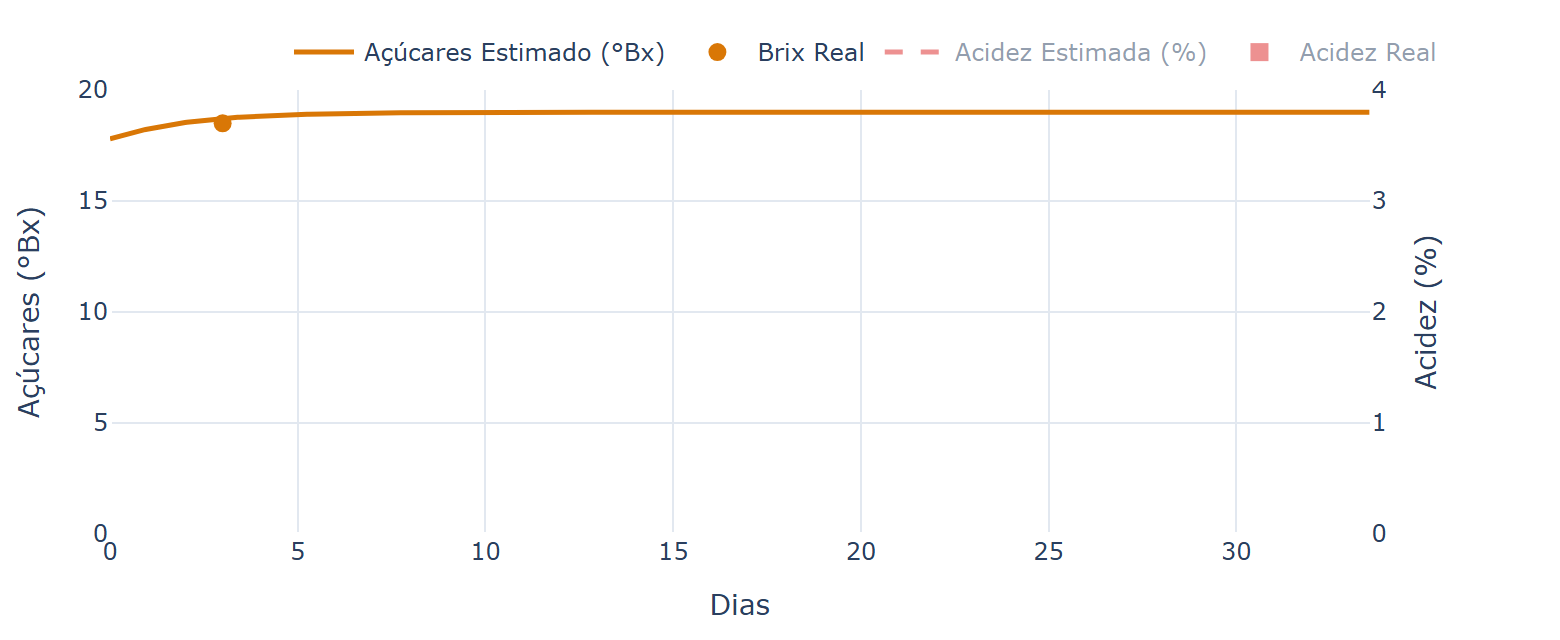 Açúcares Estimado (°Bx) Brix Real Acidez Estimada (%) Acidez Real
20 4
15 3
10 2
5 1
0 0
Açúcares (°Bx)
Acidez (%)
0 5 10 15 20 25 30
Dias